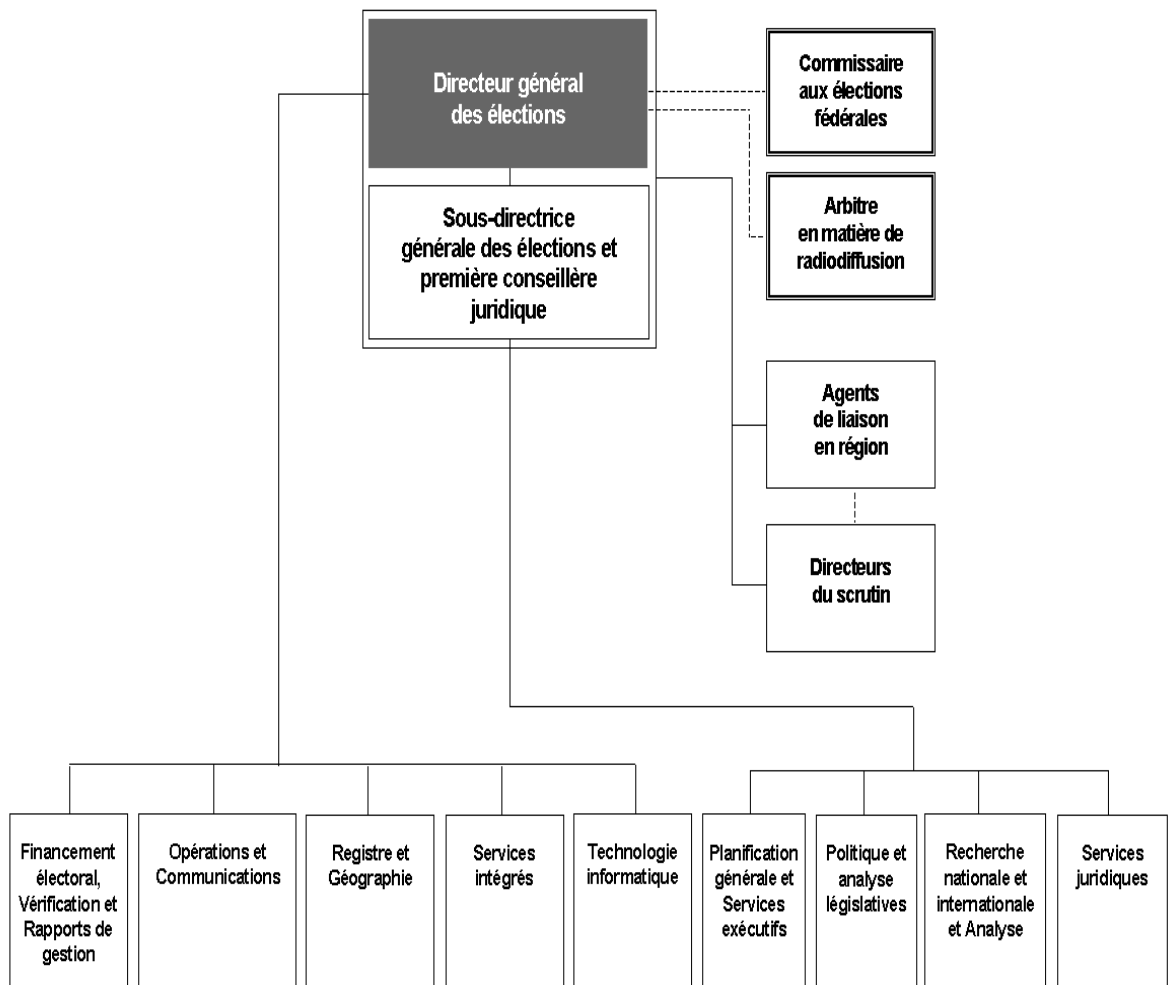 Directeur général
des élections
Sous-directrice
générale des élections et
première conseillère
juridique
Commissaire
aux élections
fédérales
Arbitre
en matière de
radiodiffusion
Agents
de liaison
en région
Directeurs
du scrutin
Financement
électoral,
Vérification et
Rapports de
gestion
Opérations et
Communications
Registre et
Géographie
Services
intégrés
Technologie
informatique
Planification
générale et
Services
exécutifs
Politique et
analyse
législatives
Recherche
nationale et
internationale
et Analyse
Services
juridiques